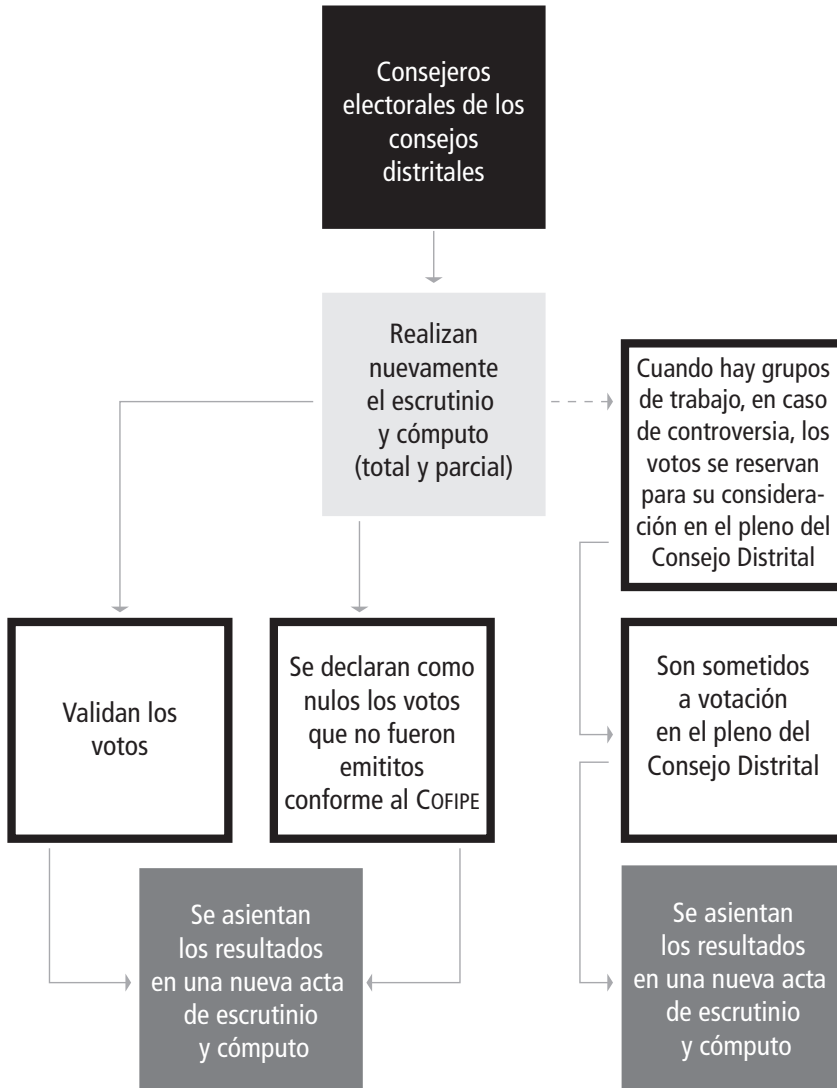 Consejeros
electorales de los
consejos
distritales
Realizan
nuevamente
el escrutinio
y cómputo
(total y parcial)
Cuando hay grupos
de trabajo, en caso
de controversia, los
votos se reservan
para su considera-
ción en el pleno del
Consejo Distrital
Validan los
votos
Se declaran como
nulos los votos
que no fueron
emititos
conforme al COFIPE
Son sometidos
a votación
en el pleno del
Consejo Distrital
Se asientan
los resultados
en una nueva acta
de escrutinio
y cómputo
Se asientan
los resultados
en una nueva acta
de escrutinio
y cómputo